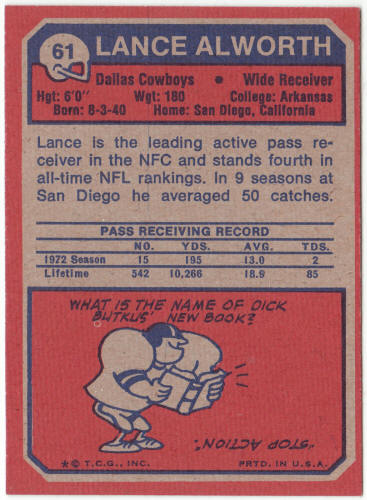 61 LANCE ALWORTH
Dallas Cowboys • Wide Receiver
Hgt: 6'0" Wgt: 180 College: Arkansas
Born: 8-3-40 Home: San Diego, California
Lance is the leading active pass re-
ceiver in the NFC and stands fourth in
all-time NFL rankings. In 9 seasons at
San Diego he averaged 50 catches.
PASS RECEIVING RECORD
NO. YDS. AVG. TDS.
1972 Season 15 195 13.0 2
Lifetime 542 10,266 18.9 85
WHAT IS THE NAME OF DICK
BUTKUS' NEW BOOK?
"STOP ACTION".
*© T.C.G., INC. PRTD. IN U.S.A.